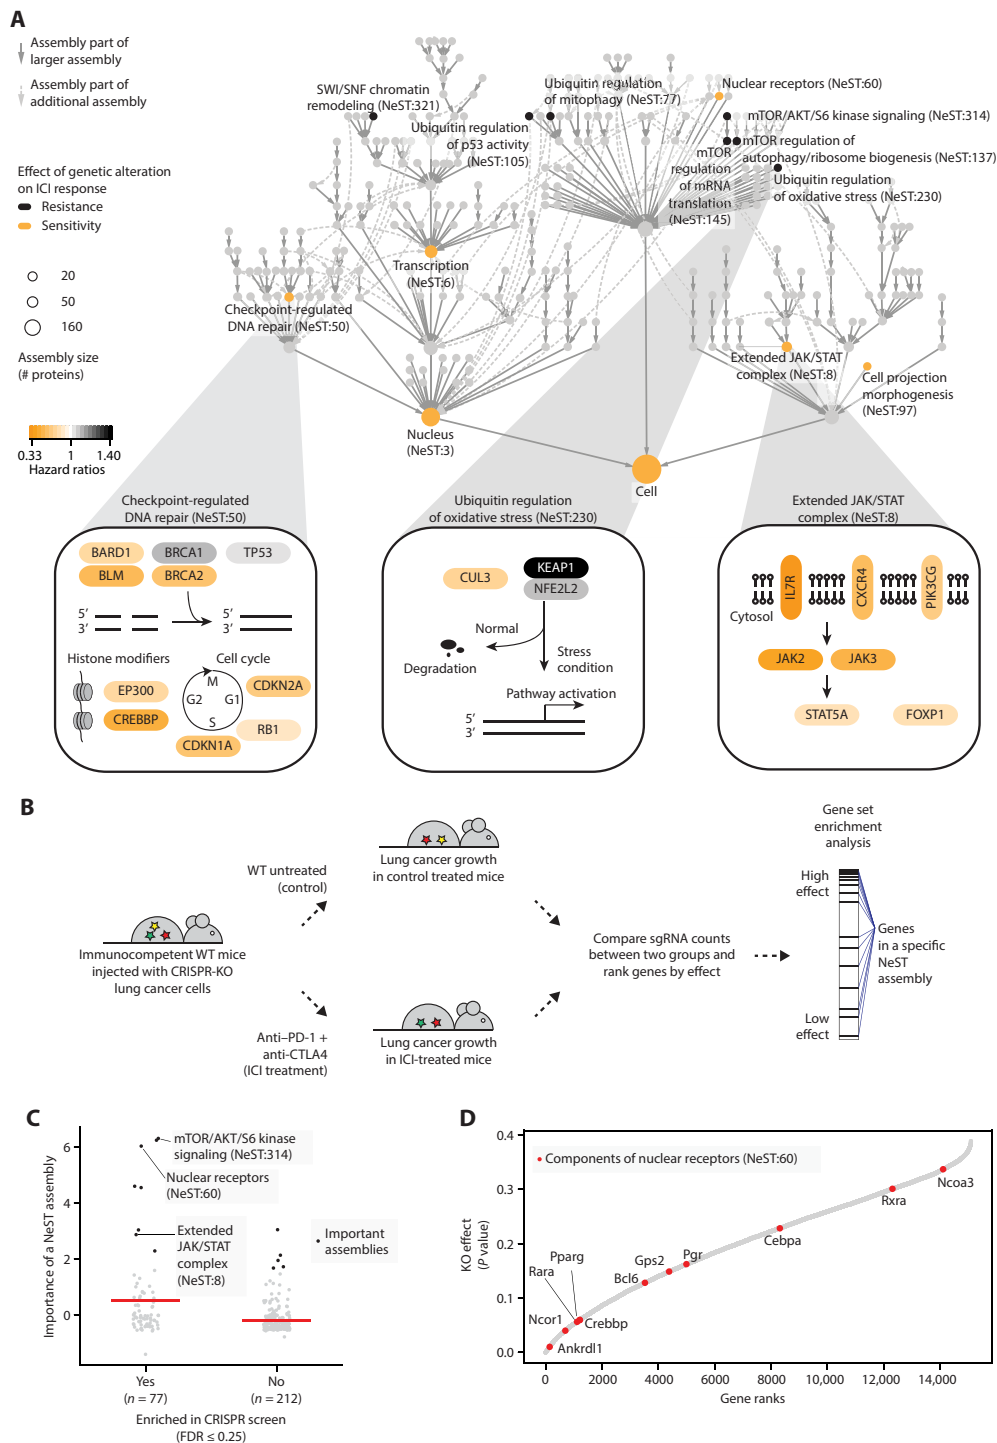 A
Assembly part of
larger assembly
Assembly part of
additional assembly
Effect of genetic alteration
on ICI response
Resistance
Sensitivity
20
50
160
Assembly size
(# proteins)
0.33
1
1.40
Hazard ratios
SWI/SNF chromatin
remodeling (NeST:321)
Ubiquitin regulation
of p53 activity
(NeST:105)
Ubiquitin regulation
of mitophagy (NeST:77)
Nuclear receptors (NeST:60)
mTOR/AKT/S6 kinase signaling (NeST:314)
mTOR regulation of
autophagy/ribosome biogenesis (NeST:137)
mTOR
regulation
of mRNA
translation
(NeST:145)
Ubiquitin regulation
of oxidative stress (NeST:230)
Transcription
(NeST:6)
Checkpoint-regulated
DNA repair (NeST:50)
Extended JAK/STAT
complex (NeST:8)
Cell projection
morphogenesis
(NeST:97)
Nucleus
(NeST:3)
Cell
Checkpoint-regulated
DNA repair (NeST:50)
BARD1
BRCA1
TP53
BLM
BRCA2
5′
3′
5′
3′
Histone modifiers
Cell cycle
EP300
CREBBP
M
G2
G1
S
CDKN2A
RB1
CDKN1A
Ubiquitin regulation
of oxidative stress (NeST:230)
CUL3
KEAP1
NFE2L2
Normal
Degradation
Stress
condition
Pathway activation
5′
3′
Extended JAK/STAT
complex (NeST:8)
IL7R
CXCR4
PIK3CG
Cytosol
JAK2
JAK3
STAT5A
FOXP1
B
Immunocompetent WT mice
injected with CRISPR-KO
lung cancer cells
WT untreated
(control)
Lung cancer growth
in control treated mice
Anti–PD-1 +
anti-CTLA4
(ICI treatment)
Lung cancer growth
in ICI-treated mice
Compare sgRNA counts
between two groups and
rank genes by effect
Gene set
enrichment
analysis
High
effect
Low
effect
Genes
in a specific
NeST
assembly
C
Importance of a NeST assembly
6
4
2
0
mTOR/AKT/S6 kinase
signaling (NeST:314)
Nuclear receptors
(NeST:60)
Extended
JAK/STAT
complex
(NeST:8)
Important
assemblies
Yes
(n = 77)
No
(n = 212)
Enriched in CRISPR screen
(FDR ≤ 0.25)
D
KO effect
(P value)
0.4
0.3
0.2
0.1
0.0
Components of nuclear receptors (NeST:60)
Ncoa3
Rxra
Cebpa
Pgr
Gps2
Bcl6
Pparg
Rara
Ncor1
Crebbp
Ankrdl1
0
2000
4000
6000
8000
10,000
12,000
14,000
Gene ranks